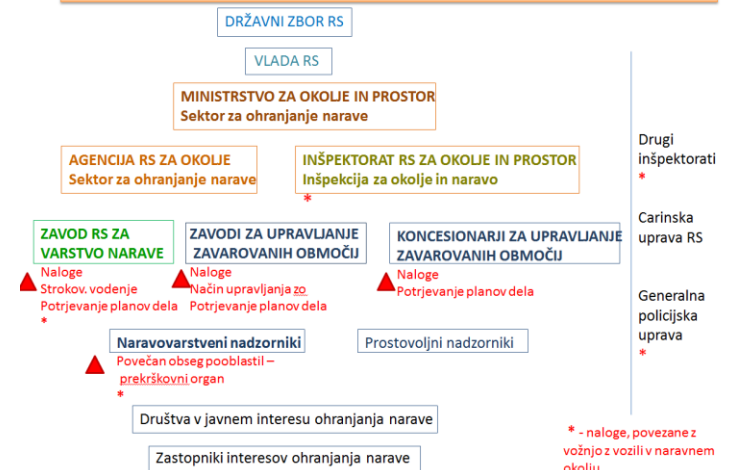 DRŽAVNI ZBOR RS
VLADA RS
MINISTRSTVO ZA OKOLJE IN PROSTOR
Sektor za ohranjanje narave
AGENCIJA RS ZA OKOLJE
Sektor za ohranjanje narave
INŠPEKTORAT RS ZA OKOLJE IN PROSTOR
Inšpekcija za okolje in naravo
*
Drugi
inšpektorati
*
Carinska
uprava RS
Generalna
policijska
uprava
*
ZAVOD RS ZA
VARSTVO NARAVE
Naloge
Strokov. vodenje
Potrjevanje planov dela
*
ZAVODI ZA UPRAVLJANJE
ZAVAROVANIH OBMOČIJ
Naloge
Način upravljanja zo
Potrjevanje planov dela
KONCESIONARJI ZA UPRAVLJANJE
ZAVAROVANIH OBMOČIJ
Naloge
Potrjevanje planov dela
Naravovarstveni nadzorniki
Povečan obseg pooblastil –
prekrškovni organ
*
Prostovoljni nadzorniki
Društva v javnem interesu ohranjanja narave
Zastopniki interesov ohranjanja narave
* - naloge, povezane z
vožnjo z vozili v naravnem
okolju